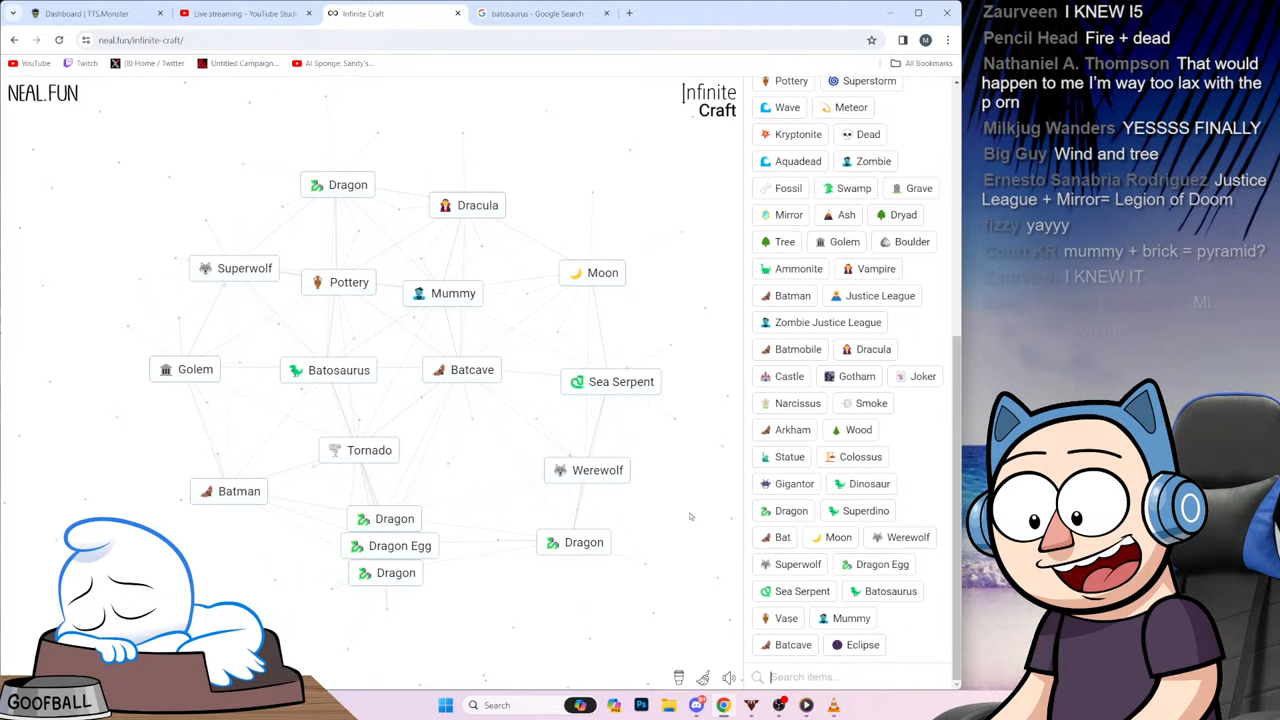 Dashboard | TTS.Monster
Live streaming - YouTube Studi
Infinite Craft
batosaurus - Google Search
neal.fun/infinite-craft/
YouTube
Twitch
(8) Home / Twitter
Untitled Campaign...
AI Sponge: Sandy's...
All Bookmarks
NEAL.FUN
Infinite
Craft
Dragon
Dracula
Superwolf
Pottery
Mummy
Moon
Golem
Batosaurus
Batcave
Sea Serpent
Tornado
Werewolf
Batman
Dragon
Dragon Egg
Dragon
Dragon
Pottery Superstorm
Wave Meteor
Kryptonite Dead
Aquadead Zombie
Fossil Swamp Grave
Mirror Ash Dryad
Tree Golem Boulder
Ammonite Vampire
Batman Justice League
Zombie Justice League
Batmobile Dracula
Castle Gotham Joker
Narcissus Smoke
Arkham Wood
Statue Colossus
Gigantor Dinosaur
Dragon Superdino
Bat Moon Werewolf
Superwolf Dragon Egg
Sea Serpent Batosaurus
Vase Mummy
Batcave Eclipse
Search items...
Search
GOOFBALL
Zaurveen I KNEW I5
Pencil Head Fire + dead
Nathaniel A. Thompson That would
happen to me I'm way too lax with the
p orn
Milkjug Wanders YESSSS FINALLY
Big Guy Wind and tree
Ernesto Sanabria Rodriguez Justice
League + Mirror= Legion of Doom
fizzy yayyy
mummy + brick = pyramid?
Zaurveen I KNEW IT
Mi